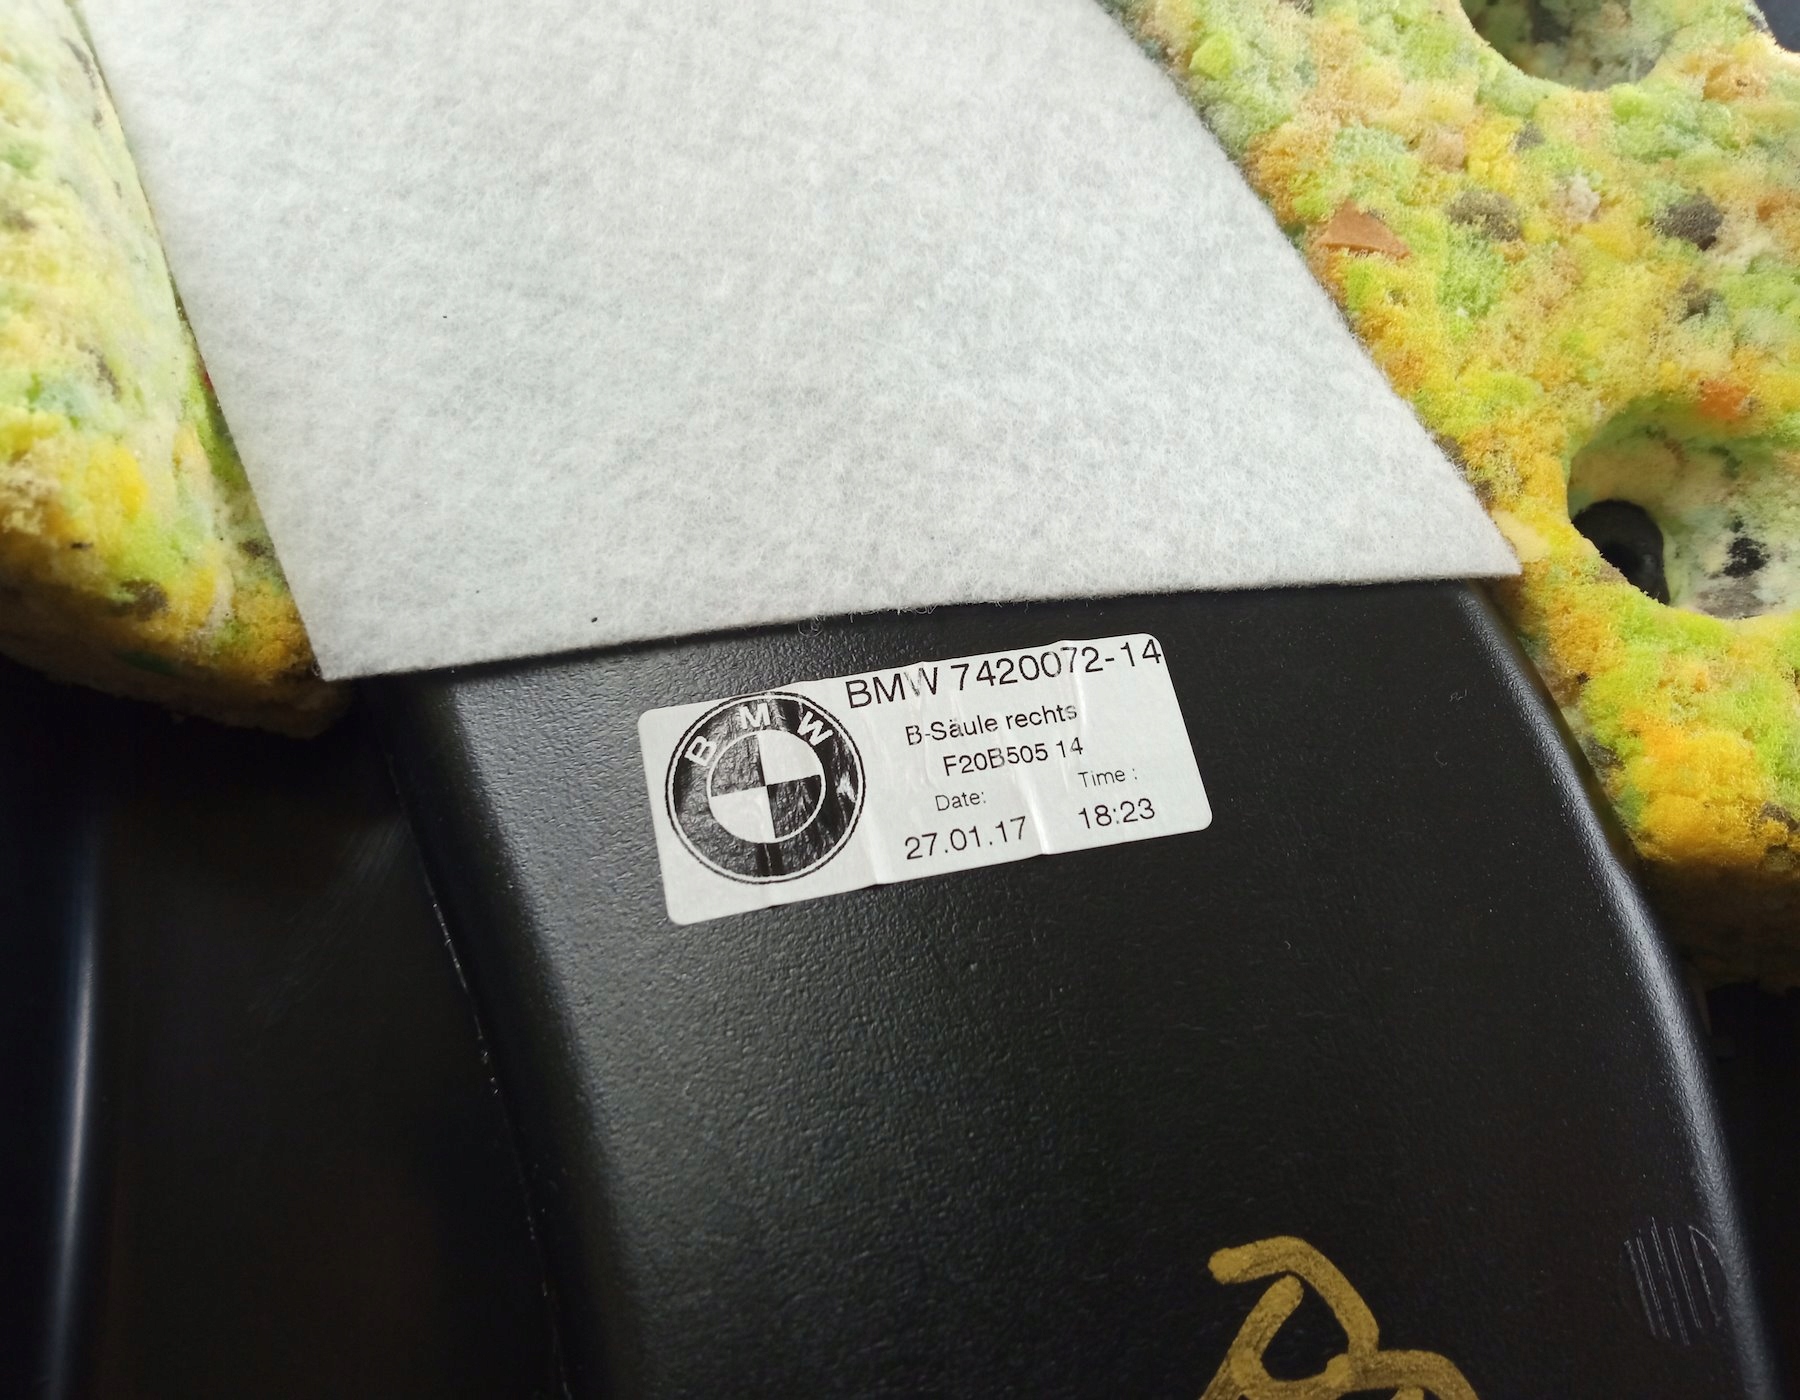 BMW
BMW 7420072-14
B-Säule rechts
F20B505 14
Date:
Time :
27.01.17
18:23